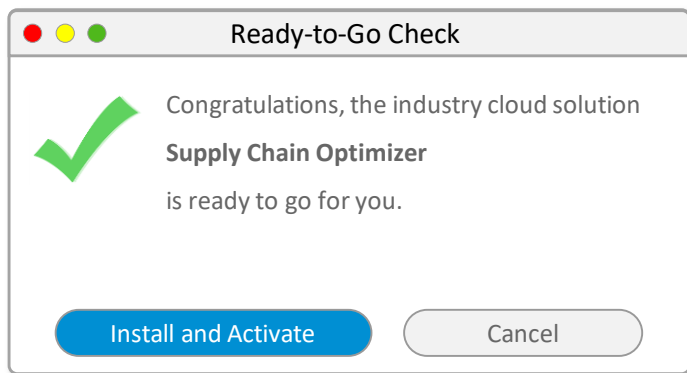 Ready-to-Go Check
Congratulations, the industry cloud solution
Supply Chain Optimizer
is ready to go for you.
Install and Activate
Cancel